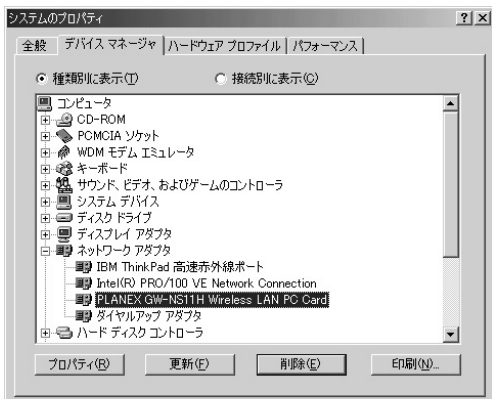 システムのプロパティ
全般 デバイス マネージャ ハードウェア プロファイル パフォーマンス
種類別に表示(T) 接続別に表示(C)
コンピュータ
CD-ROM
PCMCIA ソケット
WDM モデム エミュレータ
キーボード
サウンド、ビデオ、およびゲームのコントローラ
システム デバイス
ディスク ドライブ
ディスプレイ アダプタ
ネットワーク アダプタ
IBM ThinkPad 高速赤外線ポート
Intel(R) PRO/100 VE Network Connection
PLANEX GW-NS11H Wireless LAN PC Card
ダイヤルアップ アダプタ
ハード ディスク コントローラ
プロパティ(R) 更新(F) 削除(E) 印刷(N)...